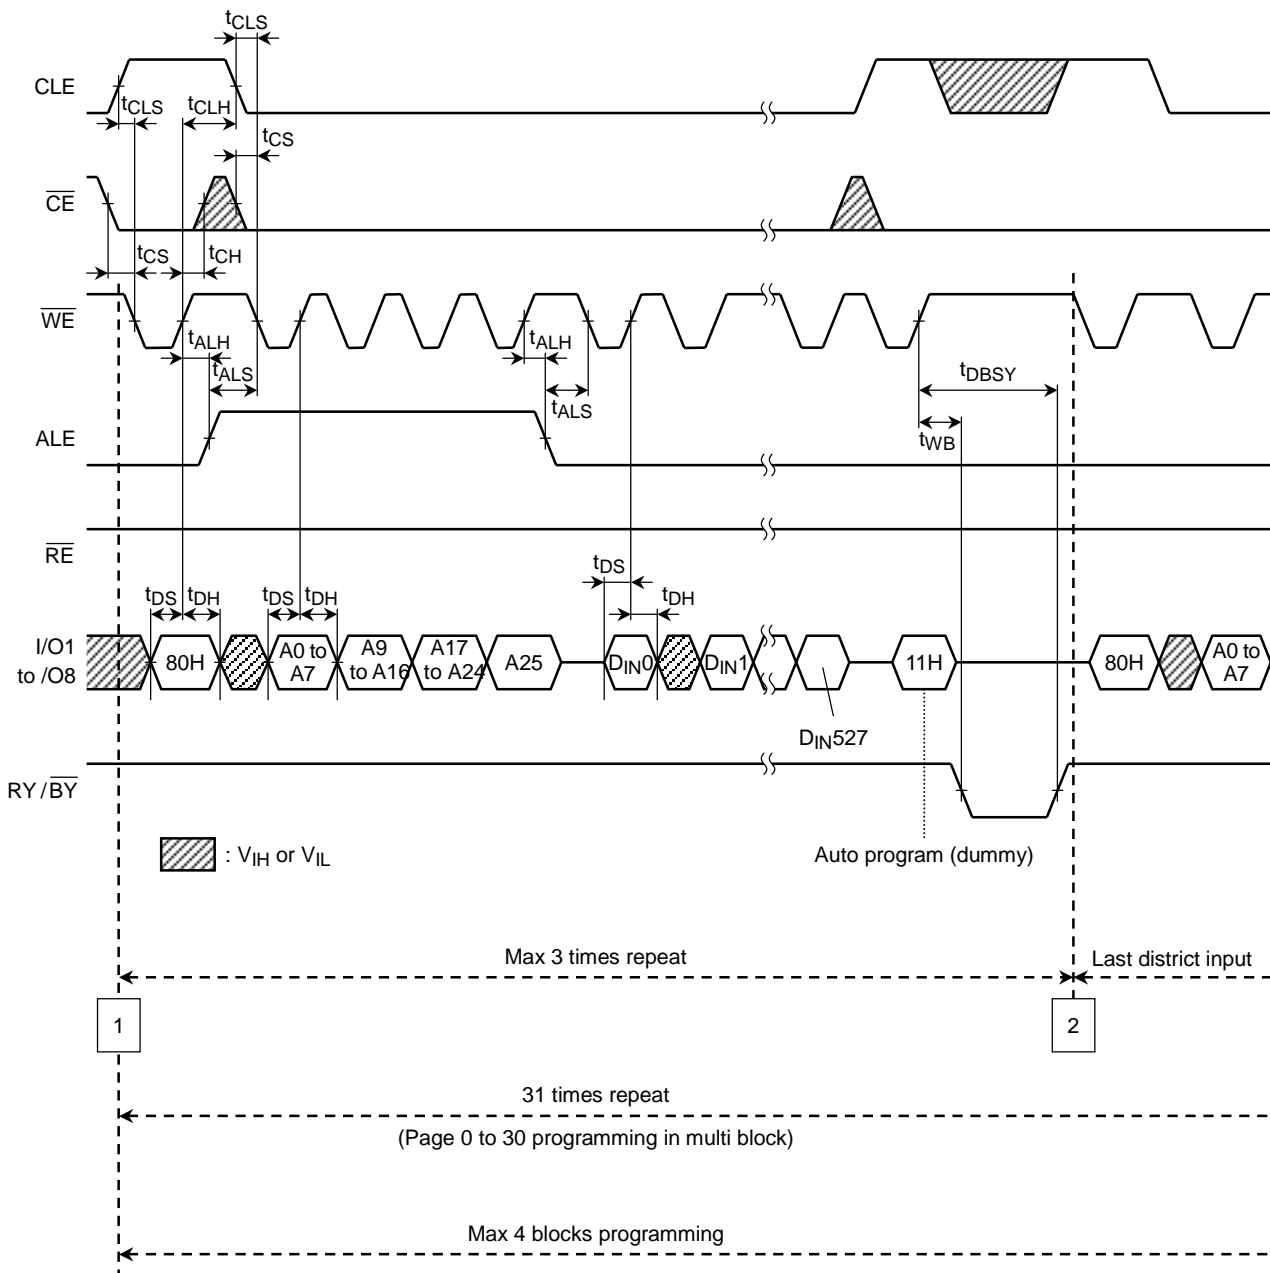 tCLS
CLE
tCLS
tCLH
tCS
CE
tCS
tCH
WE
tALH
tALH
tDBSY
tALS
tALS
ALE
tWB
RE
tDS
tDS
tDH
tDS
tDH
tDH
I/O1
to /O8
80H
A0 to
A7
A9
to A16
A17
to A24
A25
DIN0
DIN1
11H
80H
A0 to
A7
DIN527
RY/BY
: VIH or VIL
Auto program (dummy)
Max 3 times repeat
Last district input
1
2
31 times repeat
(Page 0 to 30 programming in multi block)
Max 4 blocks programming